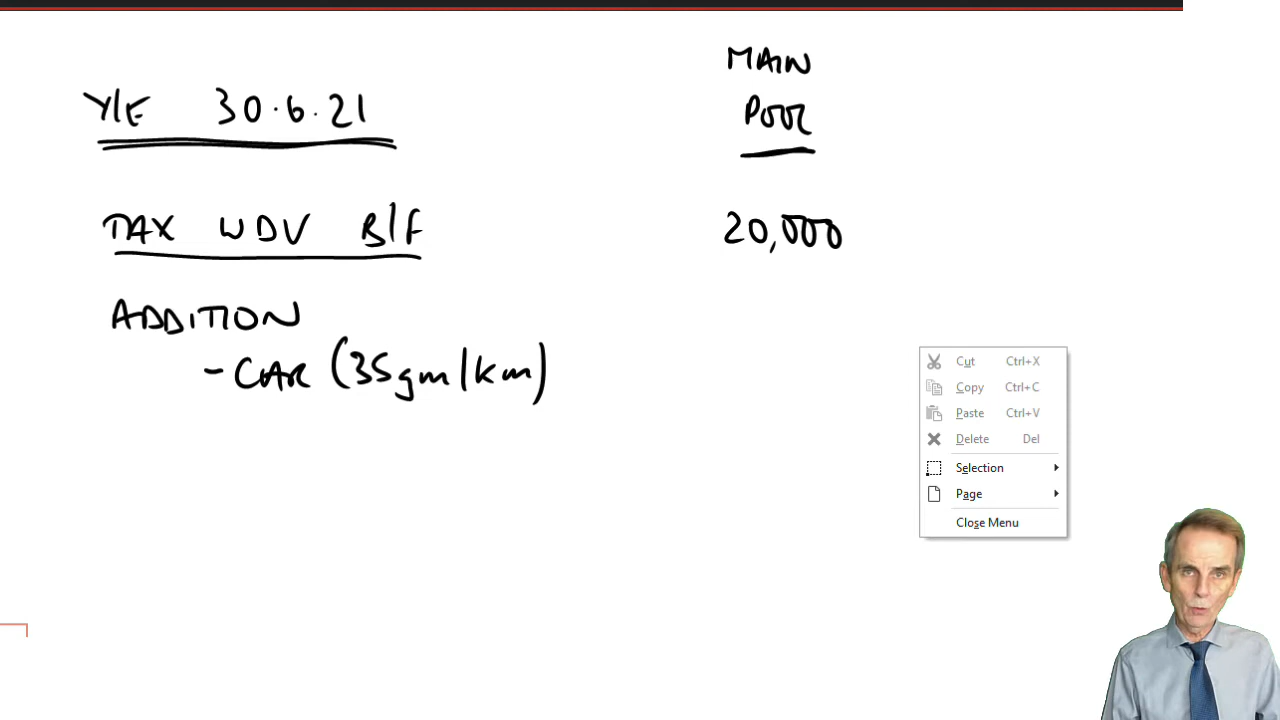 MAIN
POOL
Y/E 30.6.21
TAX WDV B/F 20,000
ADDITION
- CAR (35gm/km)
Cut Ctrl+X
Copy Ctrl+C
Paste Ctrl+V
Delete Del
Selection
Page
Close Menu